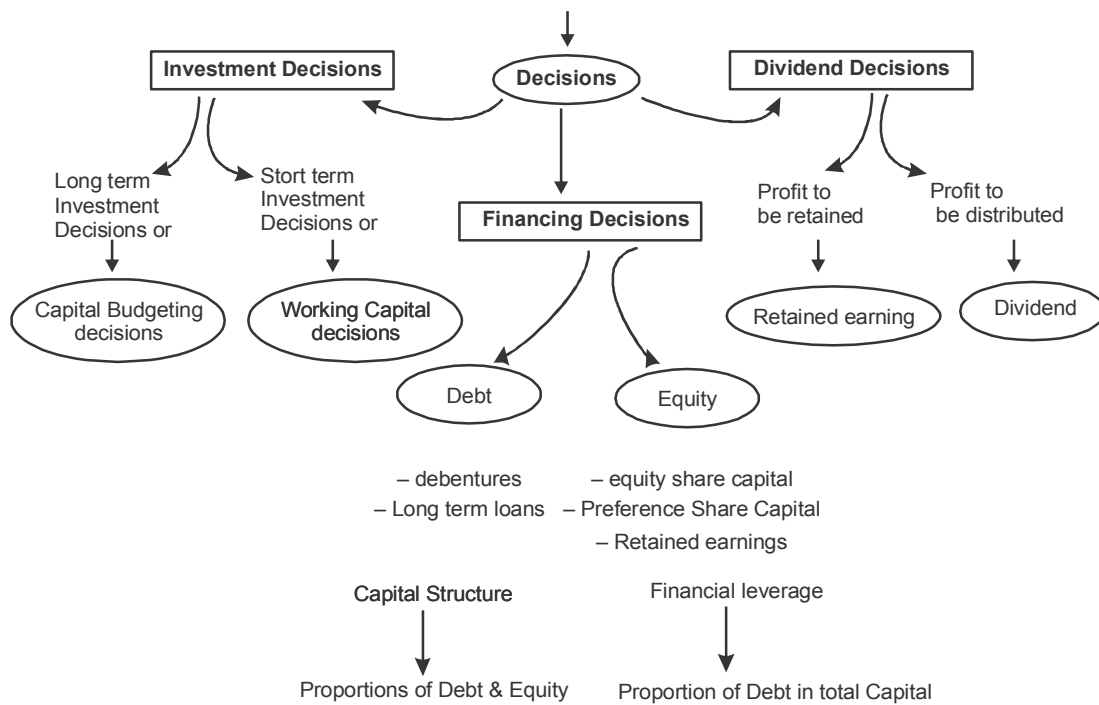 Investment Decisions
Decisions
Dividend Decisions
Long term
Investment
Decisions or
Stort term
Investment
Decisions or
Financing Decisions
Profit to
be retained
Profit to
be distributed
Capital Budgeting
decisions
Working Capital
decisions
Retained earning
Dividend
Debt
Equity
– debentures
– Long term loans
– equity share capital
– Preference Share Capital
– Retained earnings
Capital Structure
Financial leverage
Proportions of Debt & Equity
Proportion of Debt in total Capital